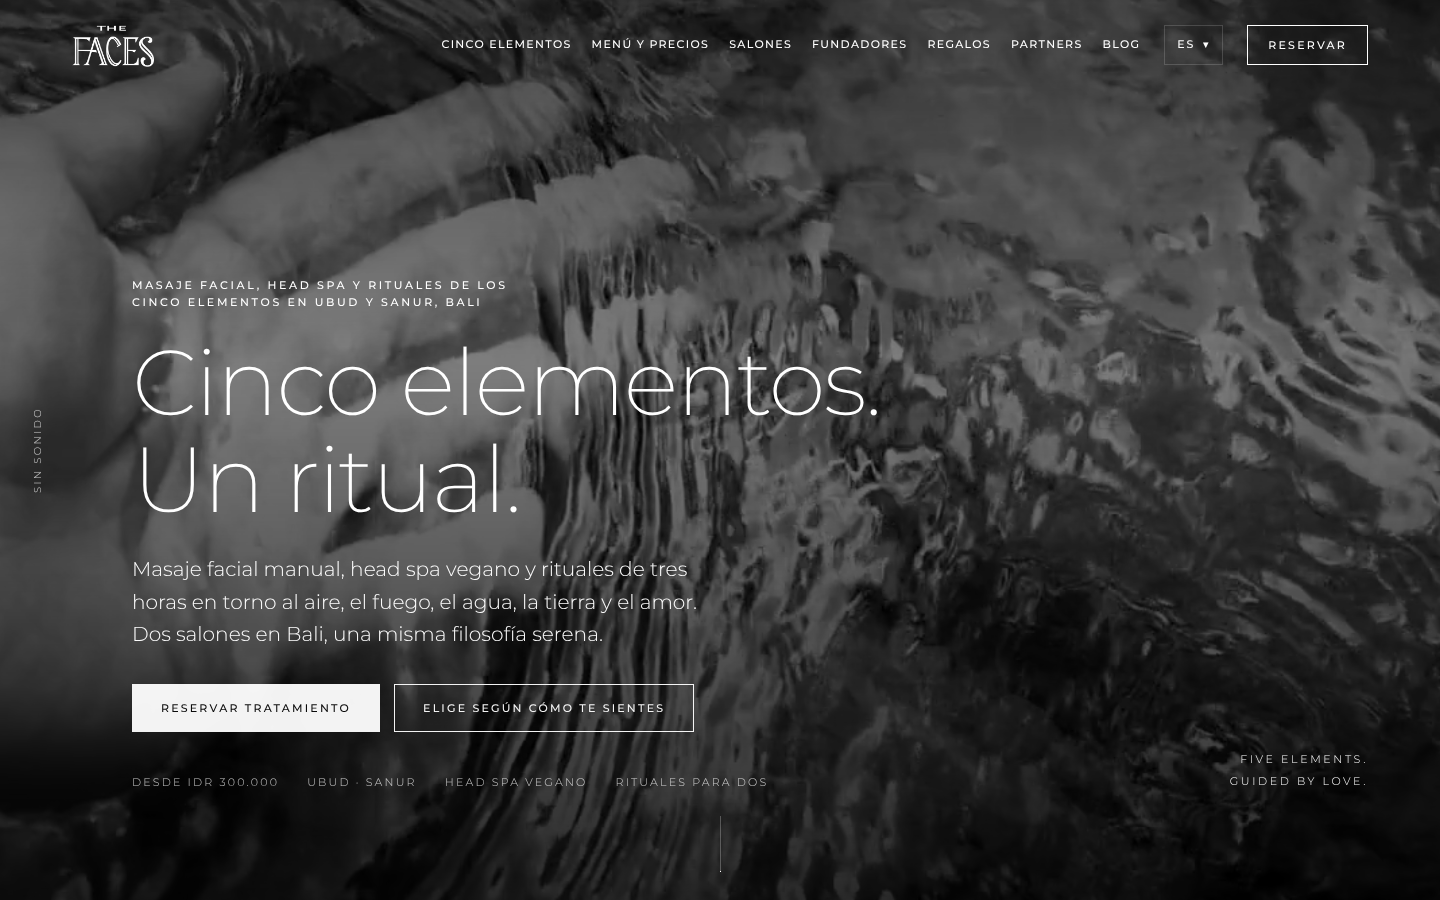 THE
FACES
CINCO ELEMENTOS
MENÚ Y PRECIOS
SALONES
FUNDADORES
REGALOS
PARTNERS
BLOG
ES ▾
RESERVAR
MASAJE FACIAL, HEAD SPA Y RITUALES DE LOS
CINCO ELEMENTOS EN UBUD Y SANUR, BALI
Cinco elementos.
Un ritual.
SIN SONIDO
Masaje facial manual, head spa vegano y rituales de tres
horas en torno al aire, el fuego, el agua, la tierra y el amor.
Dos salones en Bali, una misma filosofía serena.
RESERVAR TRATAMIENTO
ELIGE SEGÚN CÓMO TE SIENTES
DESDE IDR 300.000
UBUD · SANUR
HEAD SPA VEGANO
RITUALES PARA DOS
FIVE ELEMENTS.
GUIDED BY LOVE.